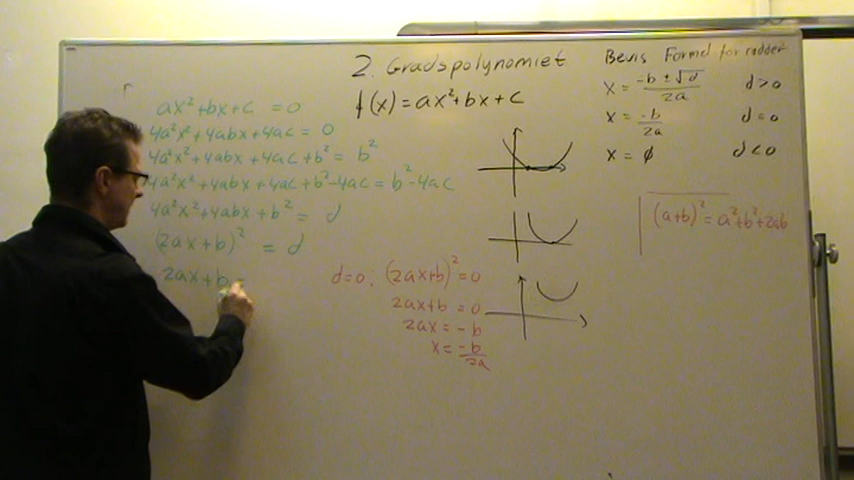 2. Gradspolynomiet
f(x) = ax²+bx+c
Bevis Formel for rødder
x = (-b ± √d)/2a d>0
x = -b/2a d=0
x = ø d<0
(a+b)² = a²+b²+2ab
ax²+bx+c = 0
4a²x²+4abx+4ac = 0
4a²x²+4abx+4ac+b² = b²
4a²x²+4abx+4ac+b²-4ac = b²-4ac
4a²x²+4abx+b² = d
(2ax+b)² = d
2ax+b =
d=0: (2ax+b)² = 0
2ax+b = 0
2ax = -b
x = -b/2a